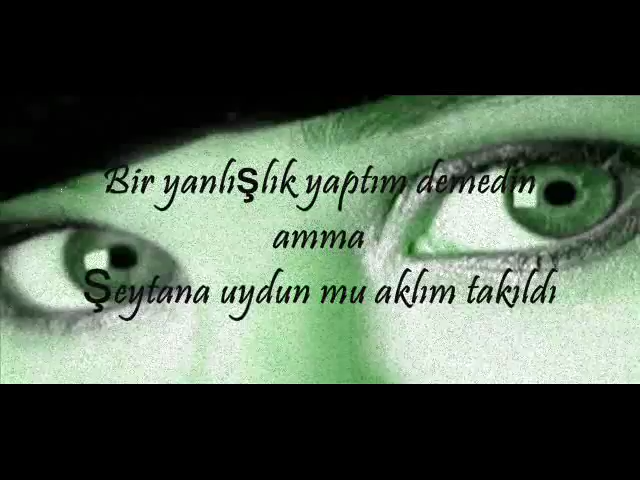 Bir yanlışlık yaptım demedin
amma
Şeytana uydun mu aklım takıldı